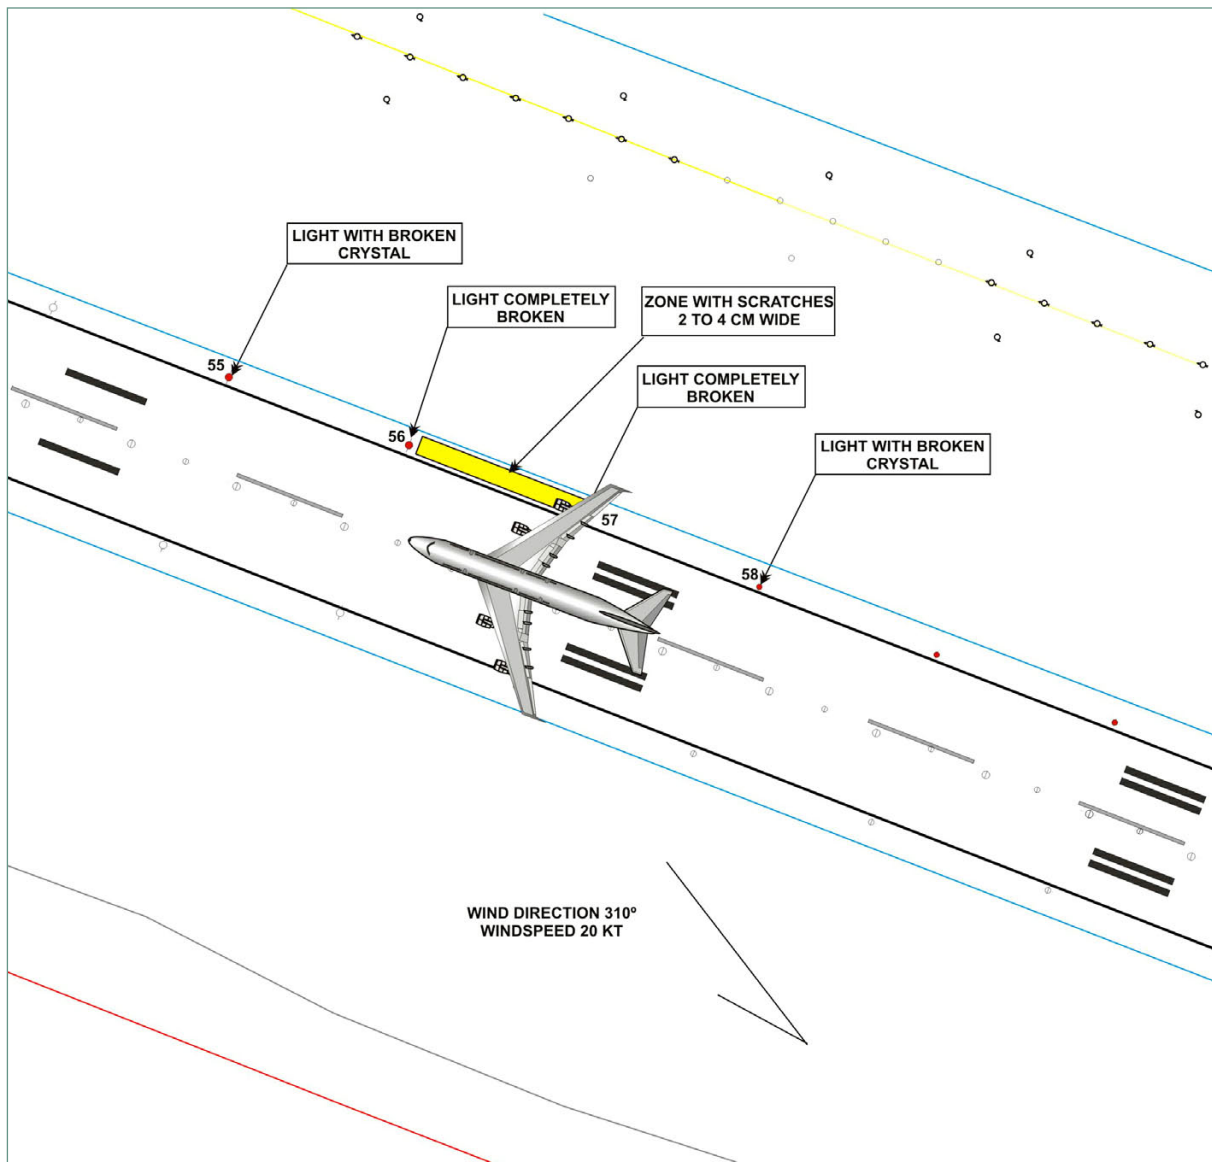 LIGHT WITH BROKEN
CRYSTAL
LIGHT COMPLETELY
BROKEN
ZONE WITH SCRATCHES
2 TO 4 CM WIDE
55
LIGHT COMPLETELY
BROKEN
56
LIGHT WITH BROKEN
CRYSTAL
57
58
WIND DIRECTION 310º
WINDSPEED 20 KT